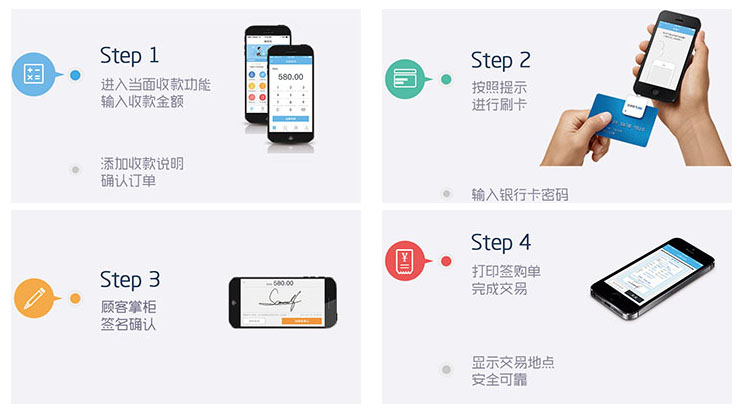 Step 1
进入当面收款功能
输入收款金额
580.00
添加收款说明
确认订单
Step 2
按照提示
进行刷卡
输入银行卡密码
Step 3
顾客掌柜
签名确认
580.00
Step 4
打印签购单
完成交易
显示交易地点
安全可靠